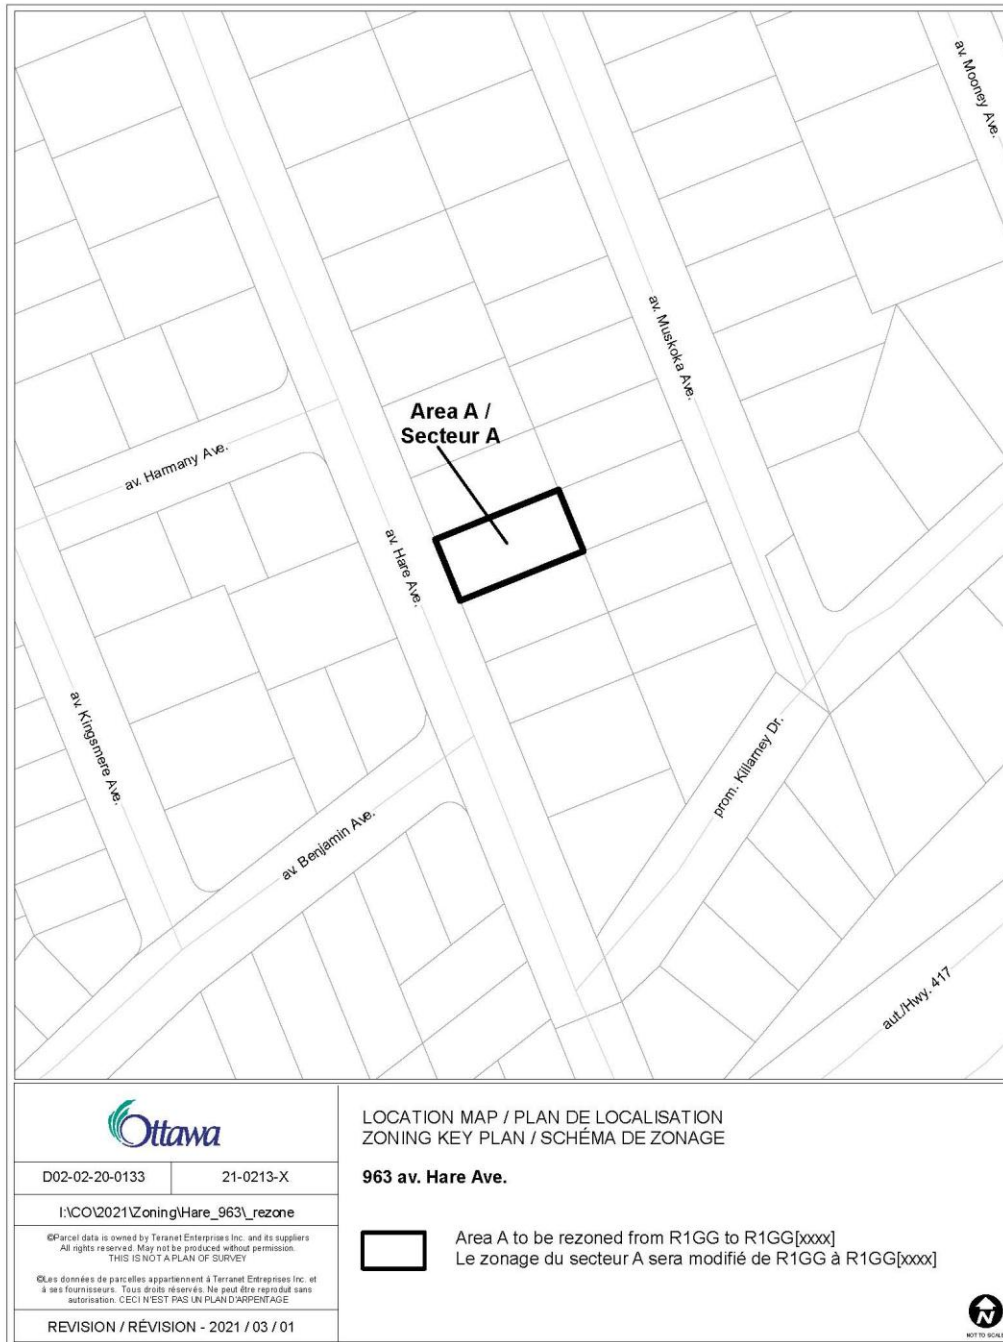 av. Mooney Ave.
av. Muskoka Ave.
Area A /
Secteur A
av. Harmany Ave.
av. Hare Ave.
av. Kingsmere Ave.
prom. Killarney Dr.
av. Benjamin Ave.
aut./Hwy. 417
Ottawa
D02-02-20-0133
21-0213-X
I:\CO\2021\Zoning\Hare_963\_rezone
©Parcel data is owned by Teranet Enterprises Inc. and its suppliers
All rights reserved. May not be produced without permission.
THIS IS NOT A PLAN OF SURVEY
©Les données de parcelles appartiennent à Terranet Entreprises Inc. et
à ses fournisseurs. Tous droits réservés. Ne peut être reproduit sans
autorisation. CECI N'EST PAS UN PLAN D'ARPENTAGE
REVISION / RÉVISION - 2021 / 03 / 01
LOCATION MAP / PLAN DE LOCALISATION
ZONING KEY PLAN / SCHÉMA DE ZONAGE
963 av. Hare Ave.
Area A to be rezoned from R1GG to R1GG[xxxx]
Le zonage du secteur A sera modifié de R1GG à R1GG[xxxx]
N
NOT TO SCALE